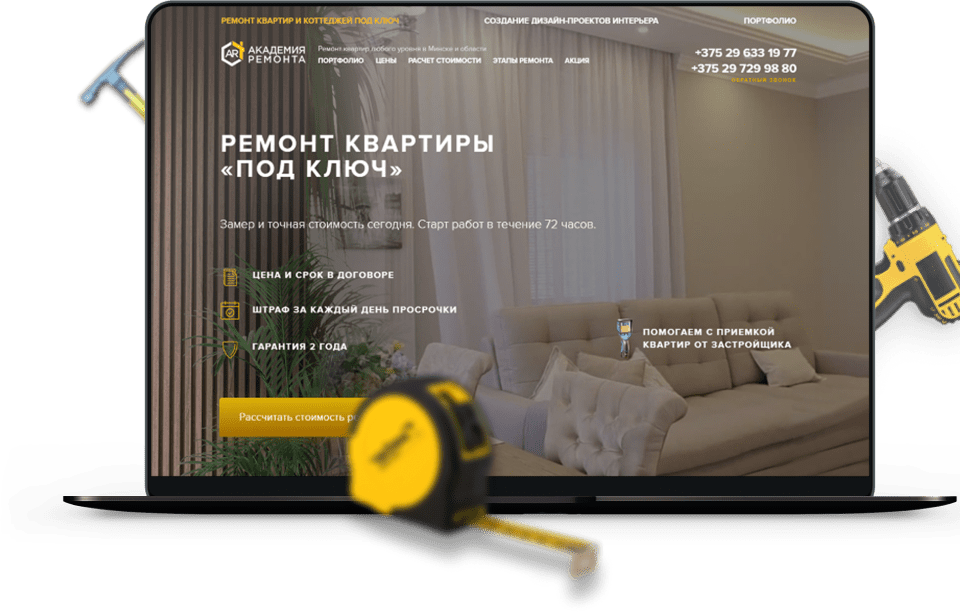 РЕМОНТ КВАРТИР И КОТТЕДЖЕЙ ПОД КЛЮЧ
СОЗДАНИЕ ДИЗАЙН-ПРОЕКТОВ ИНТЕРЬЕРА
ПОРТФОЛИО
AR
АКАДЕМИЯ
РЕМОНТА
Ремонт квартир любого уровня в Минске и области
ПОРТФОЛИО ЦЕНЫ РАСЧЕТ СТОИМОСТИ ЭТАПЫ РЕМОНТА АКЦИЯ
+375 29 633 19 77
+375 29 729 98 80
ОБРАТНЫЙ ЗВОНОК
РЕМОНТ КВАРТИРЫ
«ПОД КЛЮЧ»
Замер и точная стоимость сегодня. Старт работ в течение 72 часов.
ЦЕНА И СРОК В ДОГОВОРЕ
ШТРАФ ЗА КАЖДЫЙ ДЕНЬ ПРОСРОЧКИ
ГАРАНТИЯ 2 ГОДА
ПОМОГАЕМ С ПРИЕМКОЙ
КВАРТИР ОТ ЗАСТРОЙЩИКА
Рассчитать стоимость